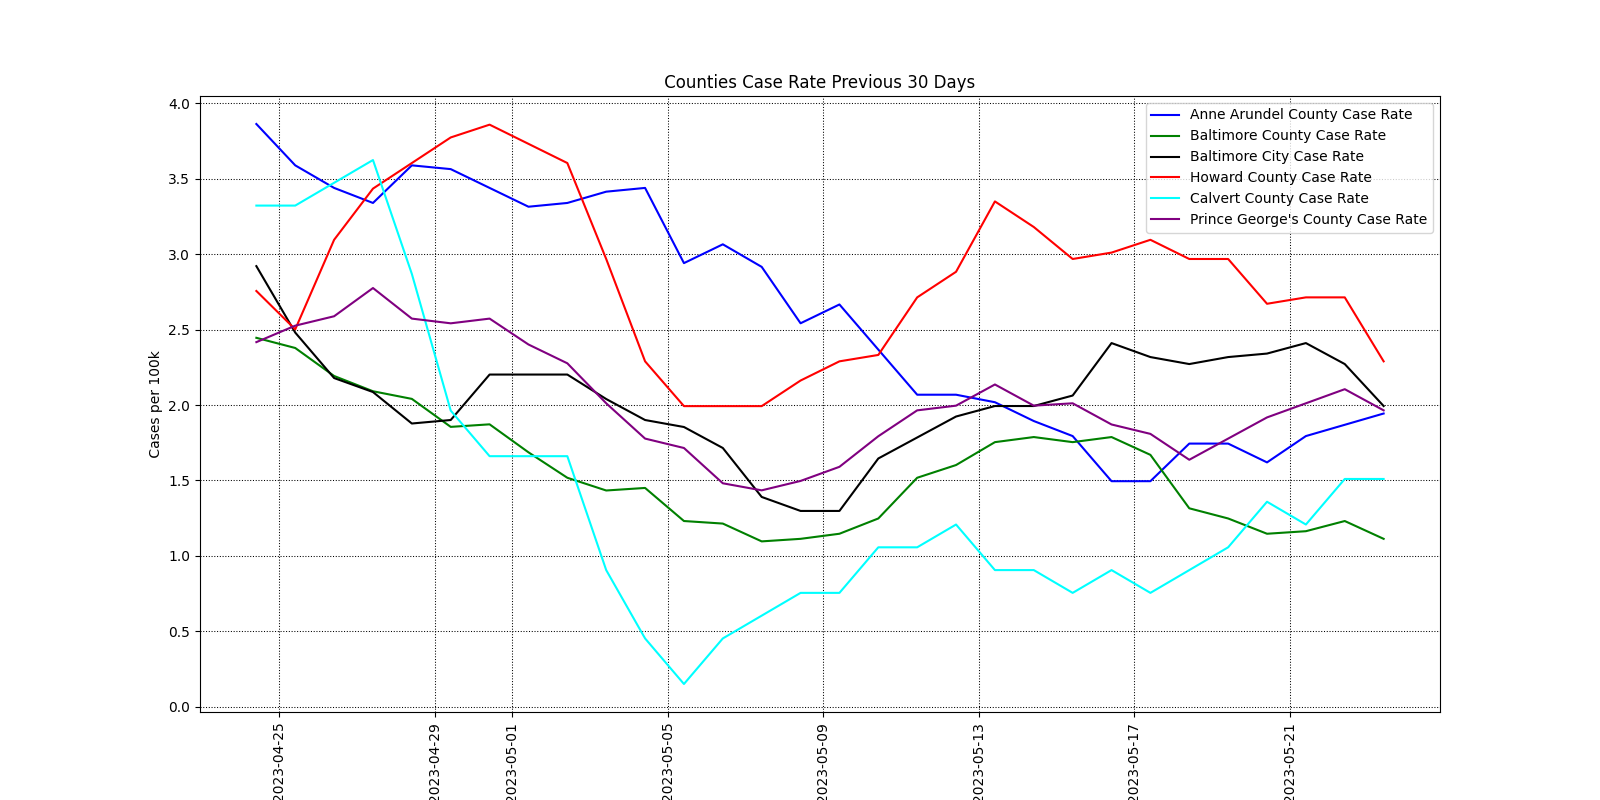 Counties Case Rate Previous 30 Days
Cases per 100k
4.0
3.5
3.0
2.5
2.0
1.5
1.0
0.5
0.0
Anne Arundel County Case Rate
Baltimore County Case Rate
Baltimore City Case Rate
Howard County Case Rate
Calvert County Case Rate
Prince George's County Case Rate
2023-04-25
2023-04-29
2023-05-01
2023-05-05
2023-05-09
2023-05-13
2023-05-17
2023-05-21